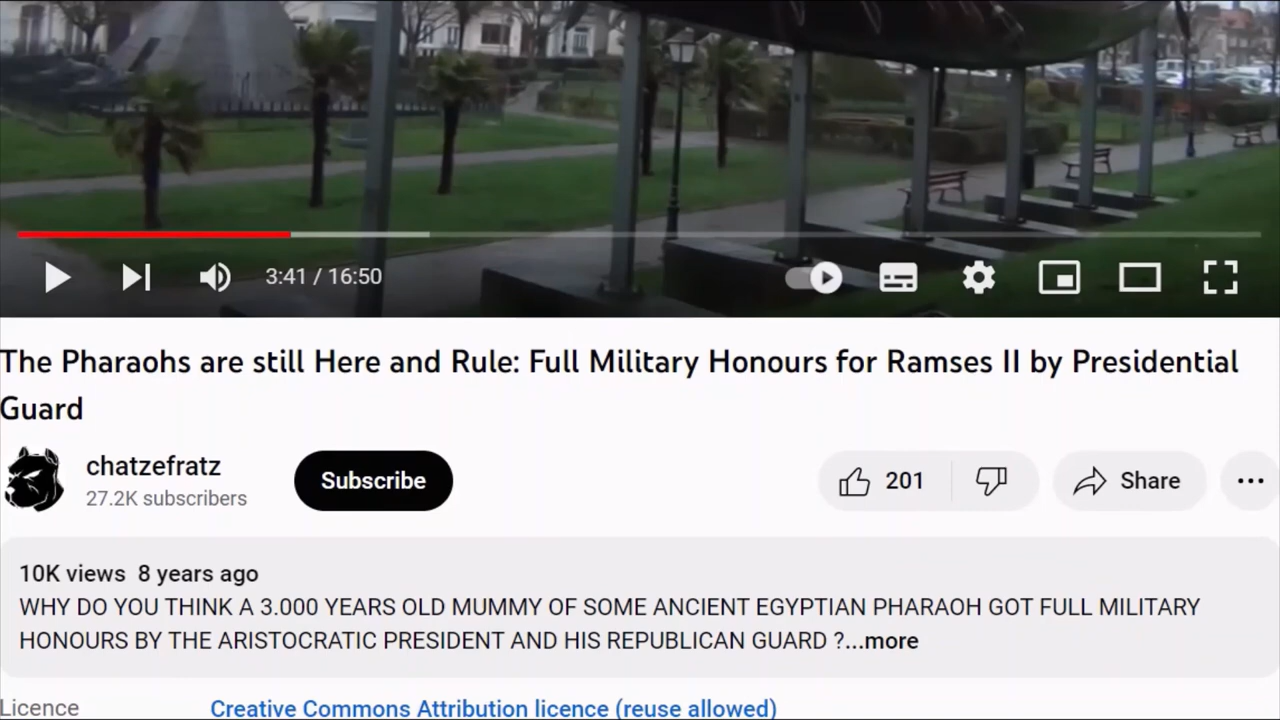 3:41 / 16:50
The Pharaohs are still Here and Rule: Full Military Honours for Ramses II by Presidential
Guard
chatzefratz
27.2K subscribers
Subscribe
201
Share
10K views 8 years ago
WHY DO YOU THINK A 3.000 YEARS OLD MUMMY OF SOME ANCIENT EGYPTIAN PHARAOH GOT FULL MILITARY
HONOURS BY THE ARISTOCRATIC PRESIDENT AND HIS REPUBLICAN GUARD ?...more
Licence
Creative Commons Attribution licence (reuse allowed)